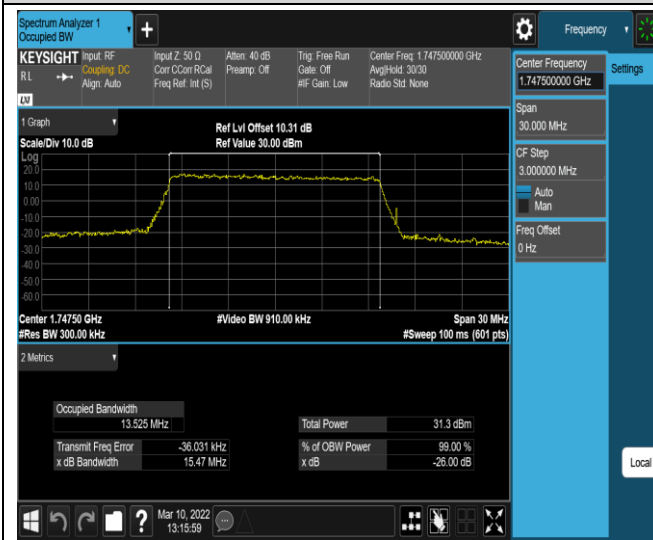 Spectrum Analyzer 1
Occupied BW
+
Frequency
KEYSIGHT
RL
LXI
Input: RF
Coupling: DC
Align: Auto
Input Z: 50 Ω
Corr CCorr RCal
Freq Ref: Int (S)
Atten: 40 dB
Preamp: Off
Trig: Free Run
Gate: Off
#IF Gain: Low
Center Freq: 1.747500000 GHz
Avg|Hold: 30/30
Radio Std: None
Center Frequency
1.747500000 GHz
Settings
Span
30.000 MHz
CF Step
3.000000 MHz
Auto
Man
Freq Offset
0 Hz
1 Graph
Scale/Div 10.0 dB
Ref Lvl Offset 10.31 dB
Ref Value 30.00 dBm
Log
20.0
10.0
0.00
-10.0
-20.0
-30.0
-40.0
-50.0
-60.0
Center 1.74750 GHz
#Video BW 910.00 kHz
Span 30 MHz
#Res BW 300.00 kHz
#Sweep 100 ms (601 pts)
2 Metrics
Occupied Bandwidth
13.525 MHz
Total Power 31.3 dBm
Transmit Freq Error -36.031 kHz
% of OBW Power 99.00 %
x dB Bandwidth 15.47 MHz
x dB -26.00 dB
Local
?
Mar 10, 2022
13:15:59